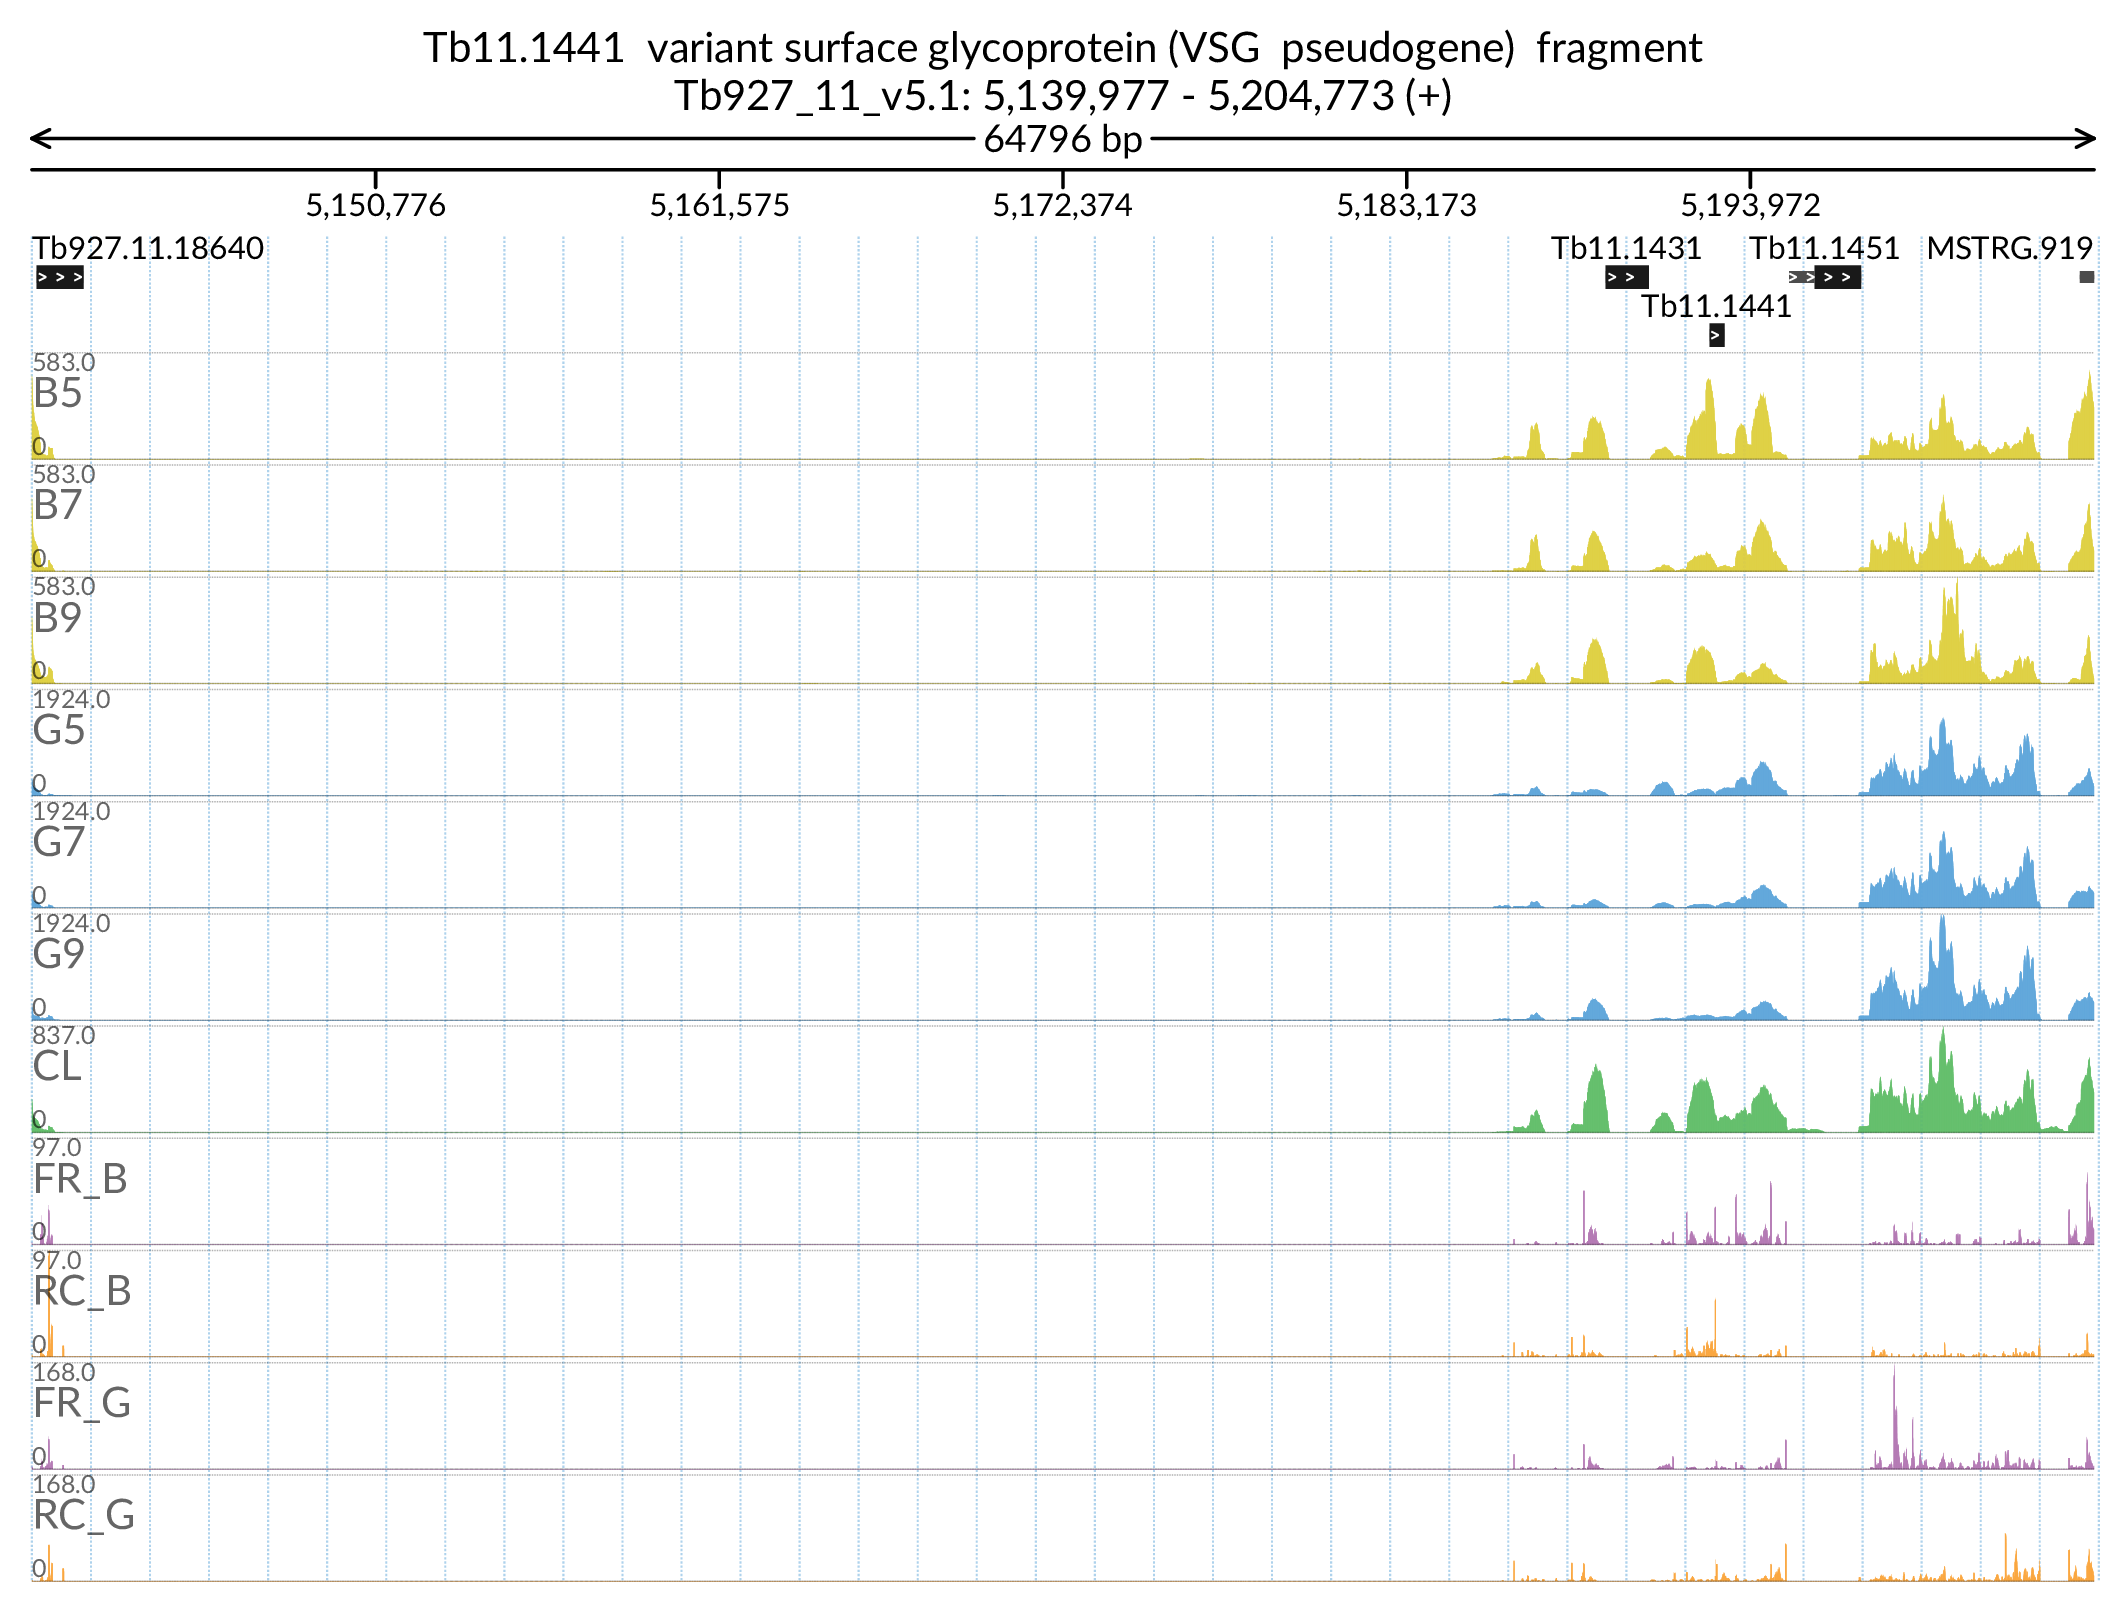 Tb11.1441 variant surface glycoprotein (VSG pseudogene) fragment
Tb927_11_v5.1: 5,139,977 - 5,204,773 (+)
64796 bp
5,150,776 5,161,575 5,172,374 5,183,173 5,193,972
Tb927.11.18640 Tb11.1431 Tb11.1451 MSTRG.919
Tb11.1441
583.0
B5
0
583.0
B7
0
583.0
B9
0
1924.0
G5
0
1924.0
G7
0
1924.0
G9
0
837.0
CL
0
97.0
FR_B
0
97.0
RC_B
0
168.0
FR_G
0
168.0
RC_G
0